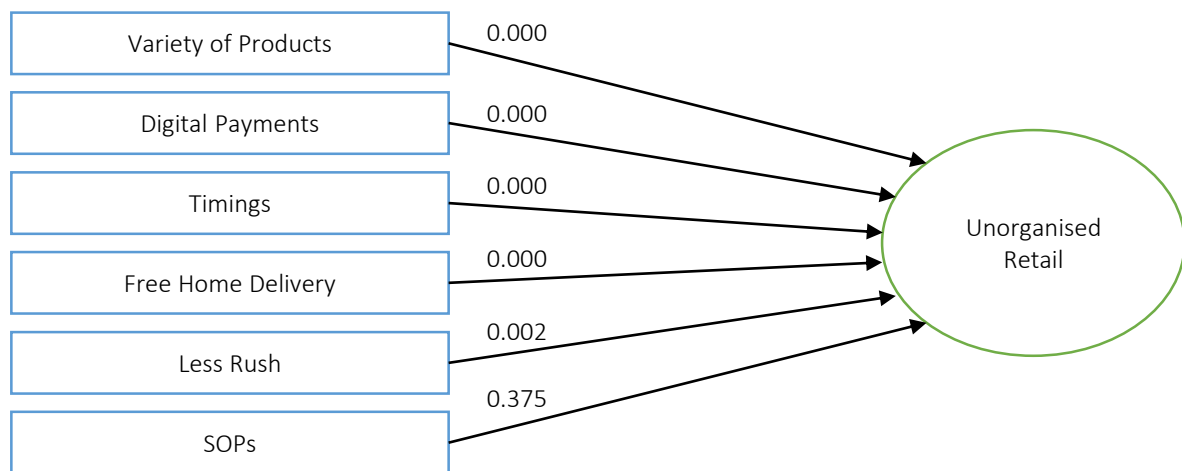 Variety of Products
0.000
Digital Payments
0.000
Timings
0.000
Free Home Delivery
0.000
Less Rush
0.002
SOPs
0.375
Unorganised
Retail